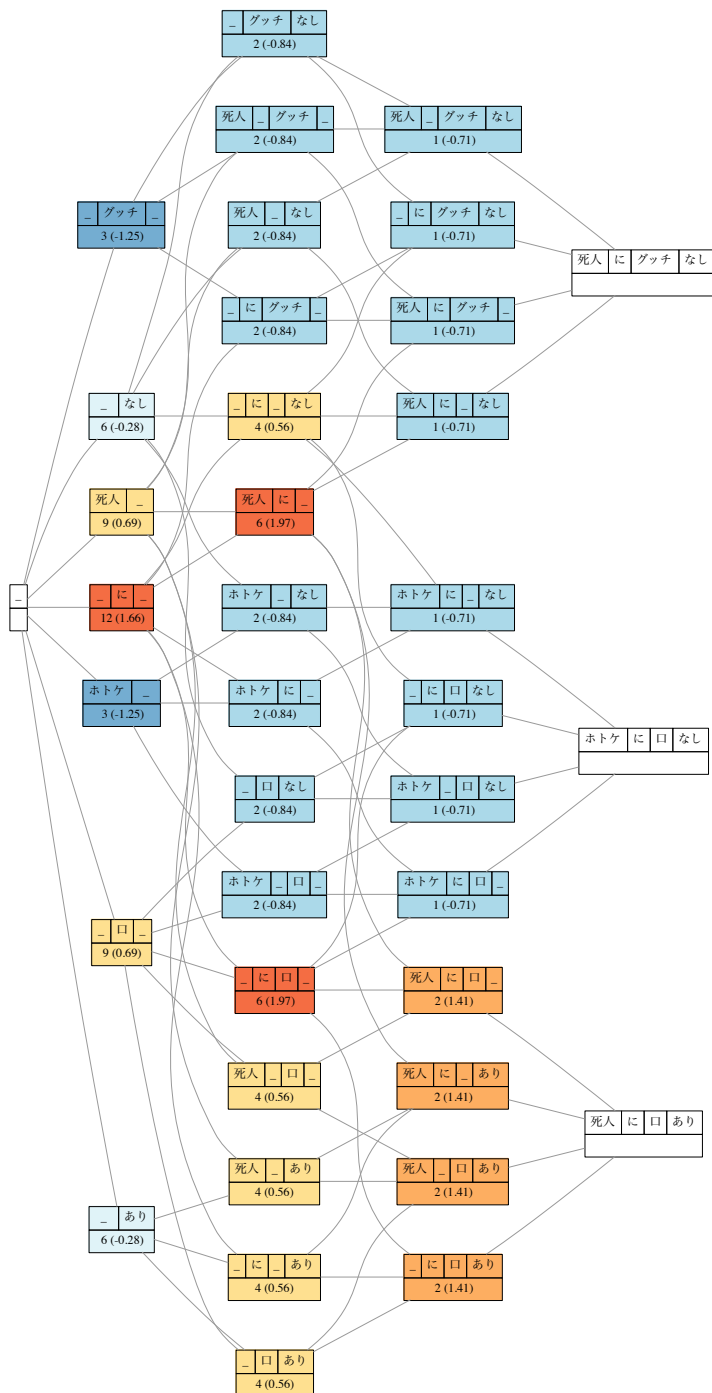 _ グッチ なし
2 (-0.84)
死人 _ グッチ _
2 (-0.84)
死人 _ グッチ なし
1 (-0.71)
_ グッチ _
3 (-1.25)
死人 _ なし
2 (-0.84)
_ に グッチ なし
1 (-0.71)
死人 に グッチ なし
_ に グッチ _
2 (-0.84)
死人 に グッチ _
1 (-0.71)
_ なし
6 (-0.28)
_ に _ なし
4 (0.56)
死人 に _ なし
1 (-0.71)
死人 _
9 (0.69)
死人 に _
6 (1.97)
_
_ に _
12 (1.66)
ホトケ _ なし
2 (-0.84)
ホトケ に _ なし
1 (-0.71)
ホトケ _
3 (-1.25)
ホトケ に _
2 (-0.84)
_ に 口 なし
1 (-0.71)
ホトケ に 口 なし
_ 口 なし
2 (-0.84)
ホトケ _ 口 なし
1 (-0.71)
ホトケ _ 口 _
2 (-0.84)
ホトケ に 口 _
1 (-0.71)
_ 口 _
9 (0.69)
_ に 口 _
6 (1.97)
死人 に 口 _
2 (1.41)
死人 _ 口 _
4 (0.56)
死人 に _ あり
2 (1.41)
死人 に 口 あり
死人 _ あり
4 (0.56)
死人 _ 口 あり
2 (1.41)
_ あり
6 (-0.28)
_ に _ あり
4 (0.56)
_ に 口 あり
2 (1.41)
_ 口 あり
4 (0.56)